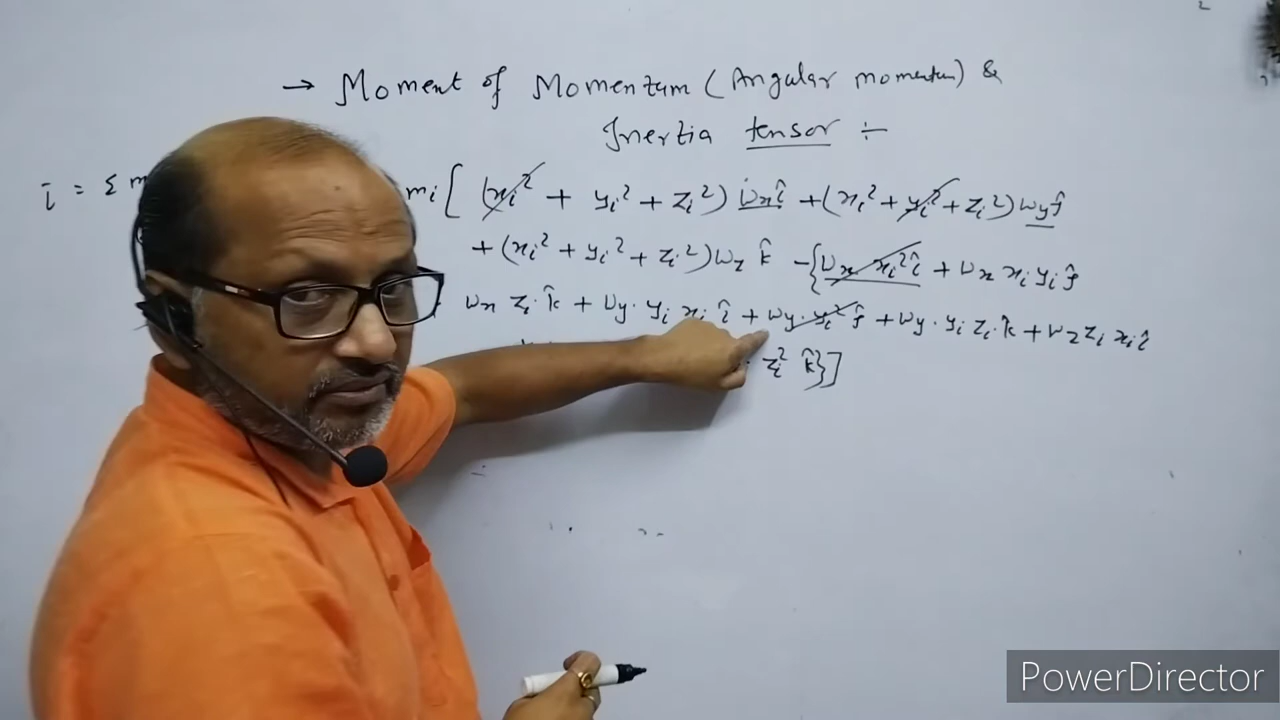 → Moment of Momentum (Angular momentum) &
Inertia tensor ÷
= Σ m mi [ (xi² + yi² + zi²) ωx î + (xi² + yi² + zi²) ωy ĵ
+ (xi² + yi² + zi²) ωz k̂ - { ωx xi² î + ωx xi yi ĵ
ωx zi k̂ + ωy · yi xi î + ωy · yi² ĵ + ωy · yi zi k̂ + ωz zi xi î
zi² k̂}]
PowerDirector